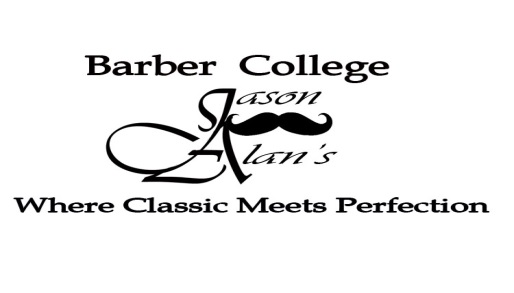 Barber College
Jason
Alan's
Where Classic Meets Perfection